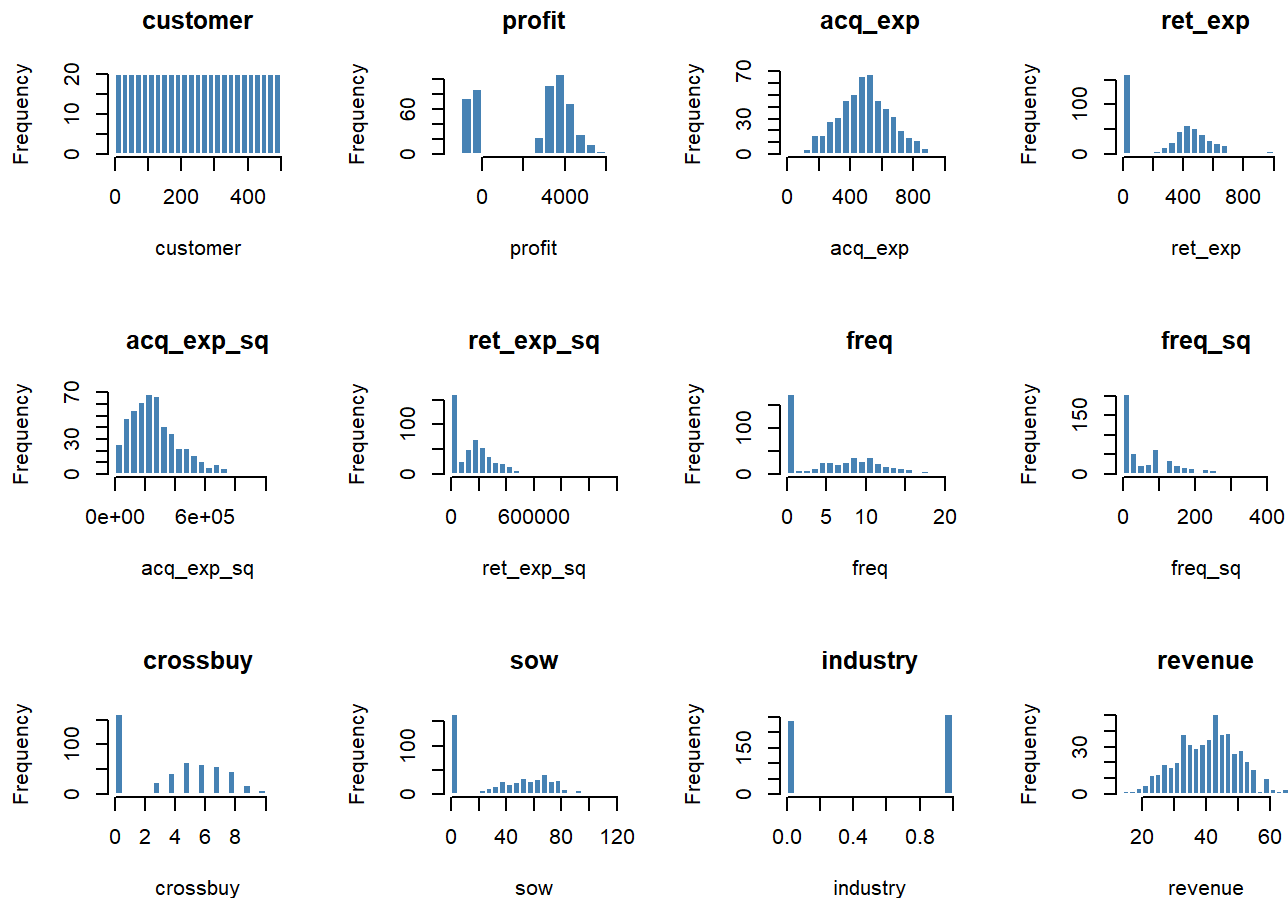 customer profit acq_exp ret_exp
Frequency 0 10 20 Frequency 0 60 Frequency 0 30 70 Frequency 0 100
0 200 400 0 4000 0 400 800 0 400 800
customer profit acq_exp ret_exp
acq_exp_sq ret_exp_sq freq freq_sq
Frequency 0 30 70 Frequency 0 100 Frequency 0 100 Frequency 0 150
0e+00 6e+05 0 600000 0 5 10 20 0 200 400
acq_exp_sq ret_exp_sq freq freq_sq
crossbuy sow industry revenue
Frequency 0 100 Frequency 0 100 Frequency 0 150 Frequency 0 30
0 2 4 6 8 0 40 80 120 0.0 0.4 1.0 20 40 60
crossbuy sow industry revenue